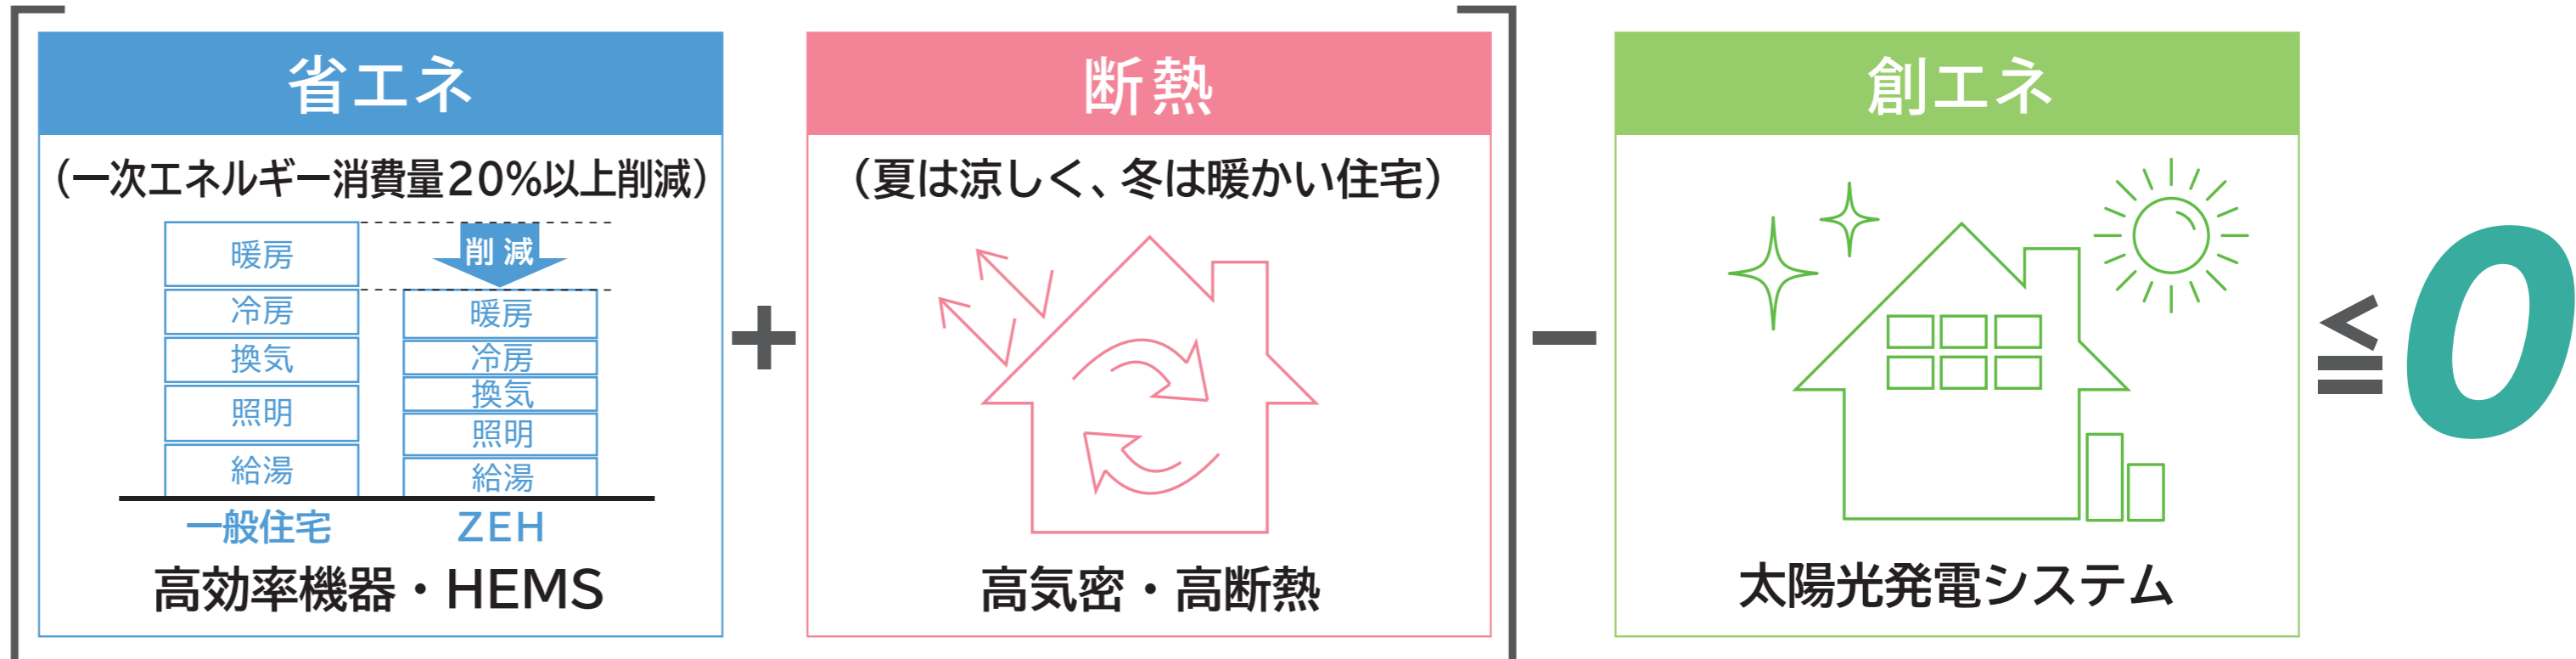 省エネ
（一次エネルギー消費量20%以上削減）
暖房
冷房
換気
照明
給湯
一般住宅
削減
暖房
冷房
換気
照明
給湯
ZEH
高効率機器・HEMS
+
断熱
（夏は涼しく、冬は暖かい住宅）
高気密・高断熱
−
創エネ
太陽光発電システム
≦0